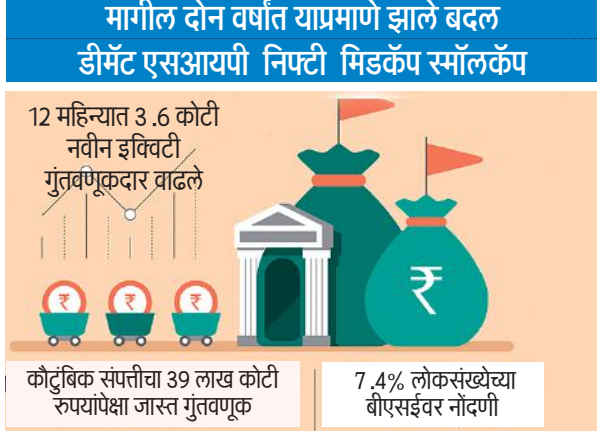 मागील दोन वर्षांत याप्रमाणे झाले बदल
डीमॅट एसआयपी निफ्टी मिडकॅप स्मॉलकॅप
12 महिन्यात 3.6 कोटी
नवीन इक्विटी
गुंतवणूकदार वाढले
₹ ₹ ₹
₹
कौटुंबिक संपत्तीचा 39 लाख कोटी
रुपयांपेक्षा जास्त गुंतवणूक
7.4% लोकसंख्येच्या
बीएसईवर नोंदणी